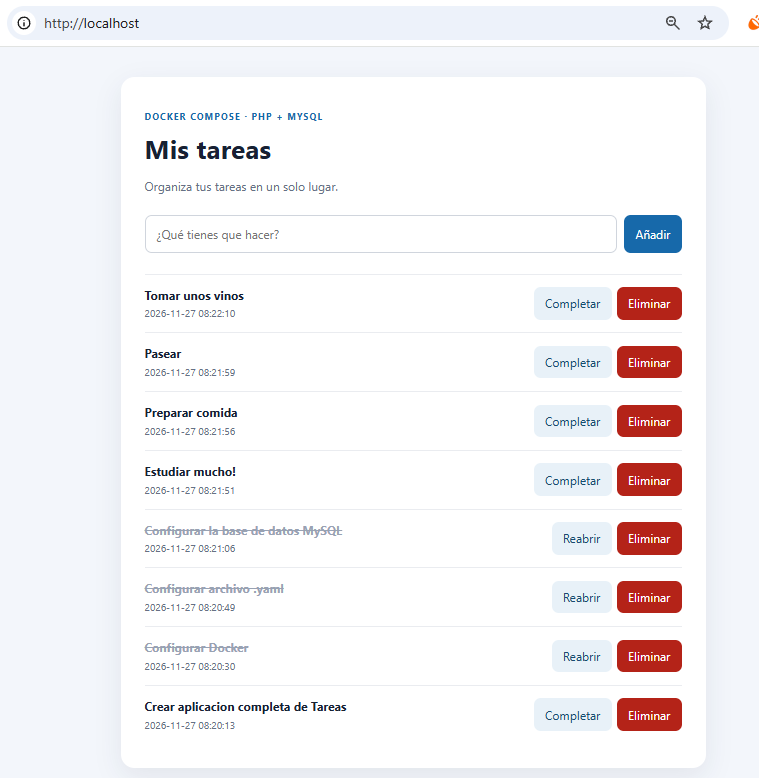 http://localhost
DOCKER COMPOSE · PHP + MYSQL
Mis tareas
Organiza tus tareas en un solo lugar.
¿Qué tienes que hacer? Añadir
Tomar unos vinos
2026-11-27 08:22:10
Completar Eliminar
Pasear
2026-11-27 08:21:59
Completar Eliminar
Preparar comida
2026-11-27 08:21:56
Completar Eliminar
Estudiar mucho!
2026-11-27 08:21:51
Completar Eliminar
Configurar la base de datos MySQL
2026-11-27 08:21:06
Reabrir Eliminar
Configurar archivo .yaml
2026-11-27 08:20:49
Reabrir Eliminar
Configurar Docker
2026-11-27 08:20:30
Reabrir Eliminar
Crear aplicacion completa de Tareas
2026-11-27 08:20:13
Completar Eliminar